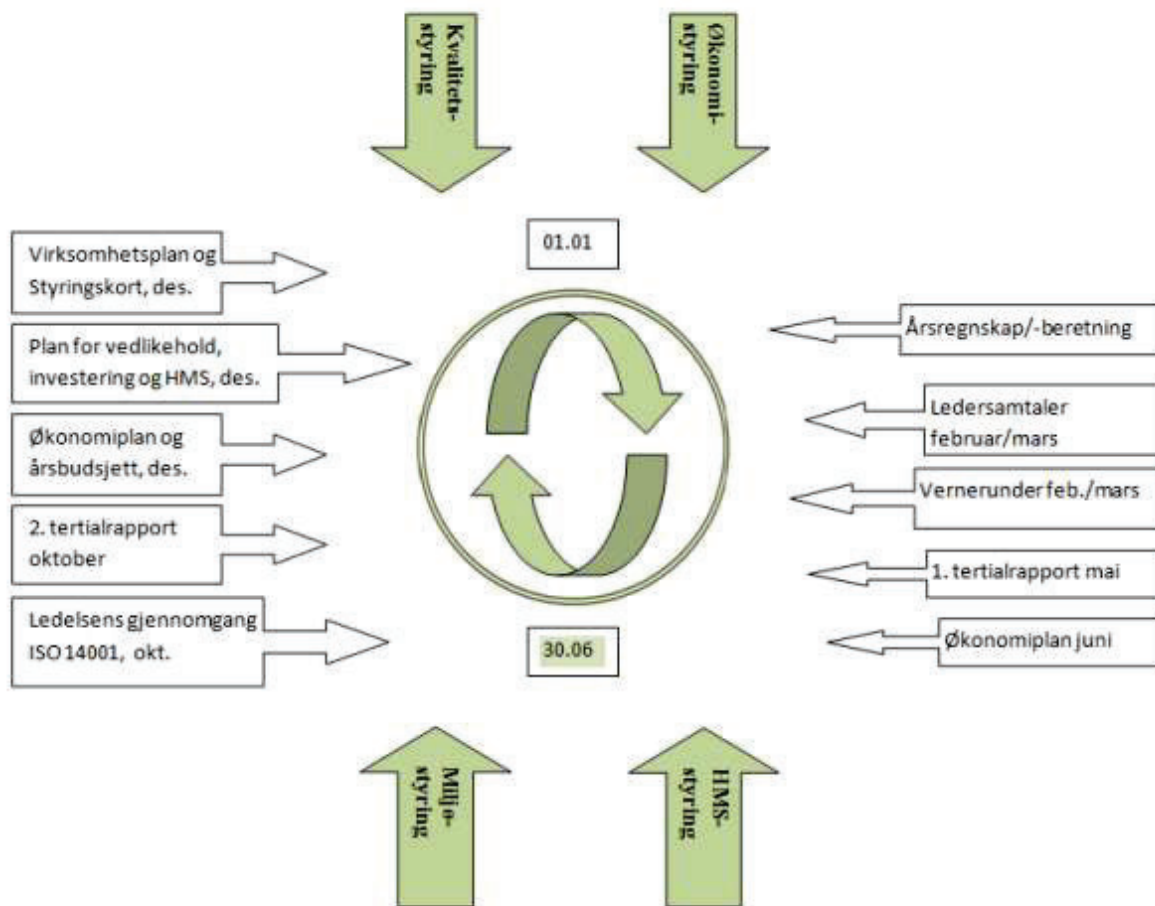 Kvalitets-
styring
Økonomi-
styring
01.01
Virksomhetsplan og
Styringskort, des.
Plan for vedlikehold,
investering og HMS, des.
Økonomiplan og
årsbudsjett, des.
2. tertialrapport
oktober
Ledelsens gjennomgang
ISO 14001, okt.
Årsregnskap/-beretning
Ledersamtaler
februar/mars
Vernerunder feb./mars
1. tertialrapport mai
Økonomiplan juni
30.06
Miljø-
styring
HMS-
styring